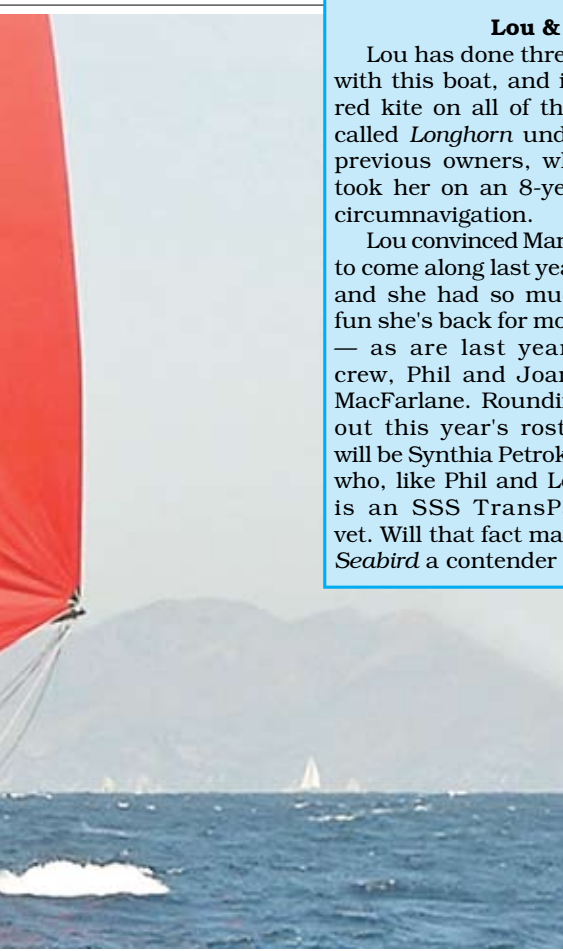 Lou &
Lou has done thre
with this boat, and i
red kite on all of th
called Longhorn und
previous owners, wh
took her on an 8-ye
circumnavigation.
Lou convinced Mar
to come along last yea
and she had so muc
fun she's back for mo
— as are last year
crew, Phil and Joan
MacFarlane. Roundin
out this year's rost
will be Synthia Petrok
who, like Phil and Lo
is an SSS TransP
vet. Will that fact ma
Seabird a contender